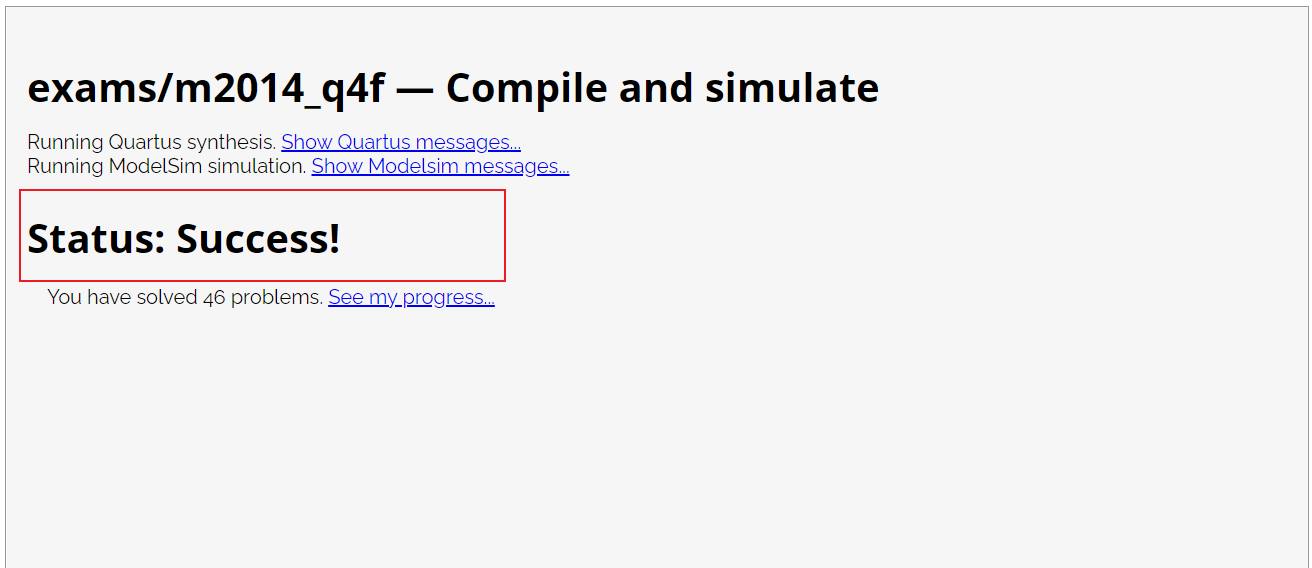 exams/m2014_q4f — Compile and simulate
Running Quartus synthesis. Show Quartus messages...
Running ModelSim simulation. Show Modelsim messages...
Status: Success!
You have solved 46 problems. See my progress...